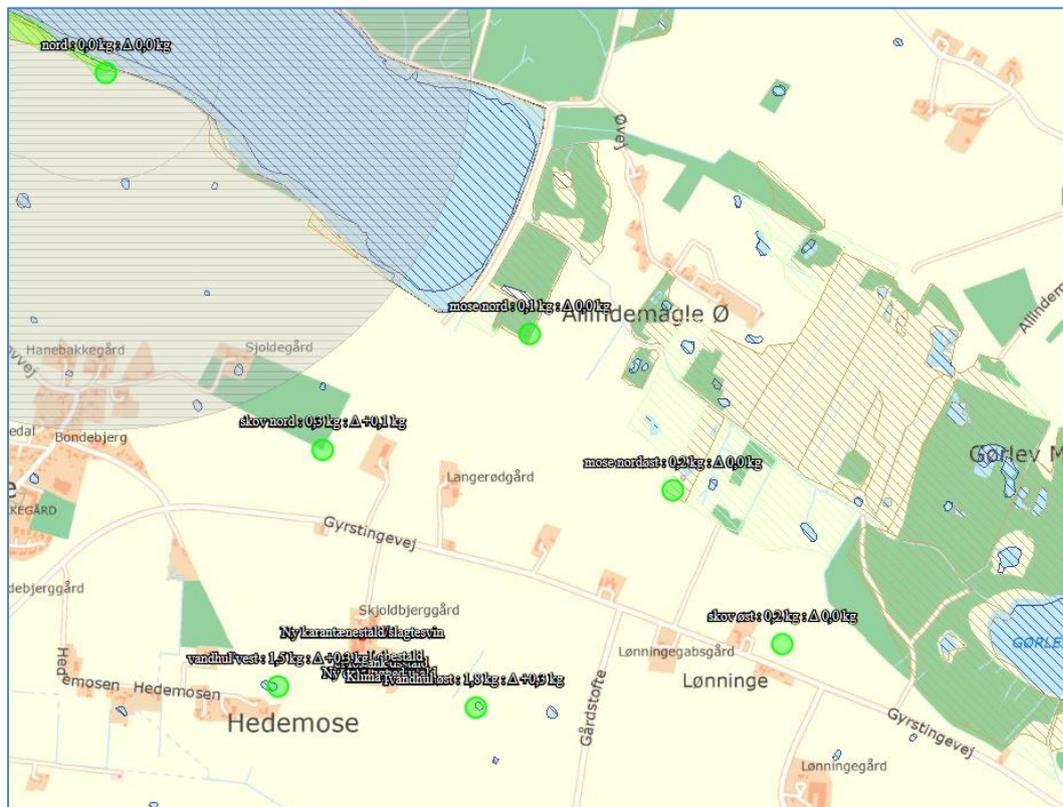 nord : 0,0 kg : Δ 0,0 kg
Øvej
mose nord : 0,1 kg : Δ 0,0 kg
Allindemagle Ø
Hanebakkegård
Sjoldegård
skov nord : 0,3 kg : Δ +0,1 kg
Bondebjerg
mose nordøst : 0,2 kg : Δ 0,0 kg
Gørlev M
Langerødgård
Gyrstingevej
debjerggård
Skjoldbjerggård
Ny karantænestald/slagtesvin
skov øst : 0,2 kg : Δ 0,0 kg
GØRLE
vandhul vest : 1,5 kg : Δ +0,3 kg
Lønningegabsgård
vandhul øst : 1,8 kg : Δ +0,3 kg
Lønninge
Hedemosen
Hedemose
Gårdstofte
Gyrstingevej
Lønningegård